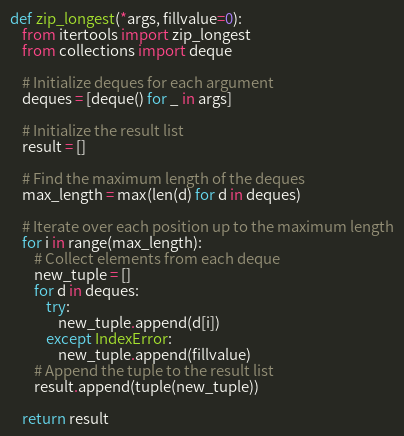 def zip_longest(*args, fillvalue=0):
    from itertools import zip_longest
    from collections import deque

    # Initialize deques for each argument
    deques = [deque() for _ in args]

    # Initialize the result list
    result = []

    # Find the maximum length of the deques
    max_length = max(len(d) for d in deques)

    # Iterate over each position up to the maximum length
    for i in range(max_length):
        # Collect elements from each deque
        new_tuple = []
        for d in deques:
            try:
                new_tuple.append(d[i])
            except IndexError:
                new_tuple.append(fillvalue)
        # Append the tuple to the result list
        result.append(tuple(new_tuple))

    return result